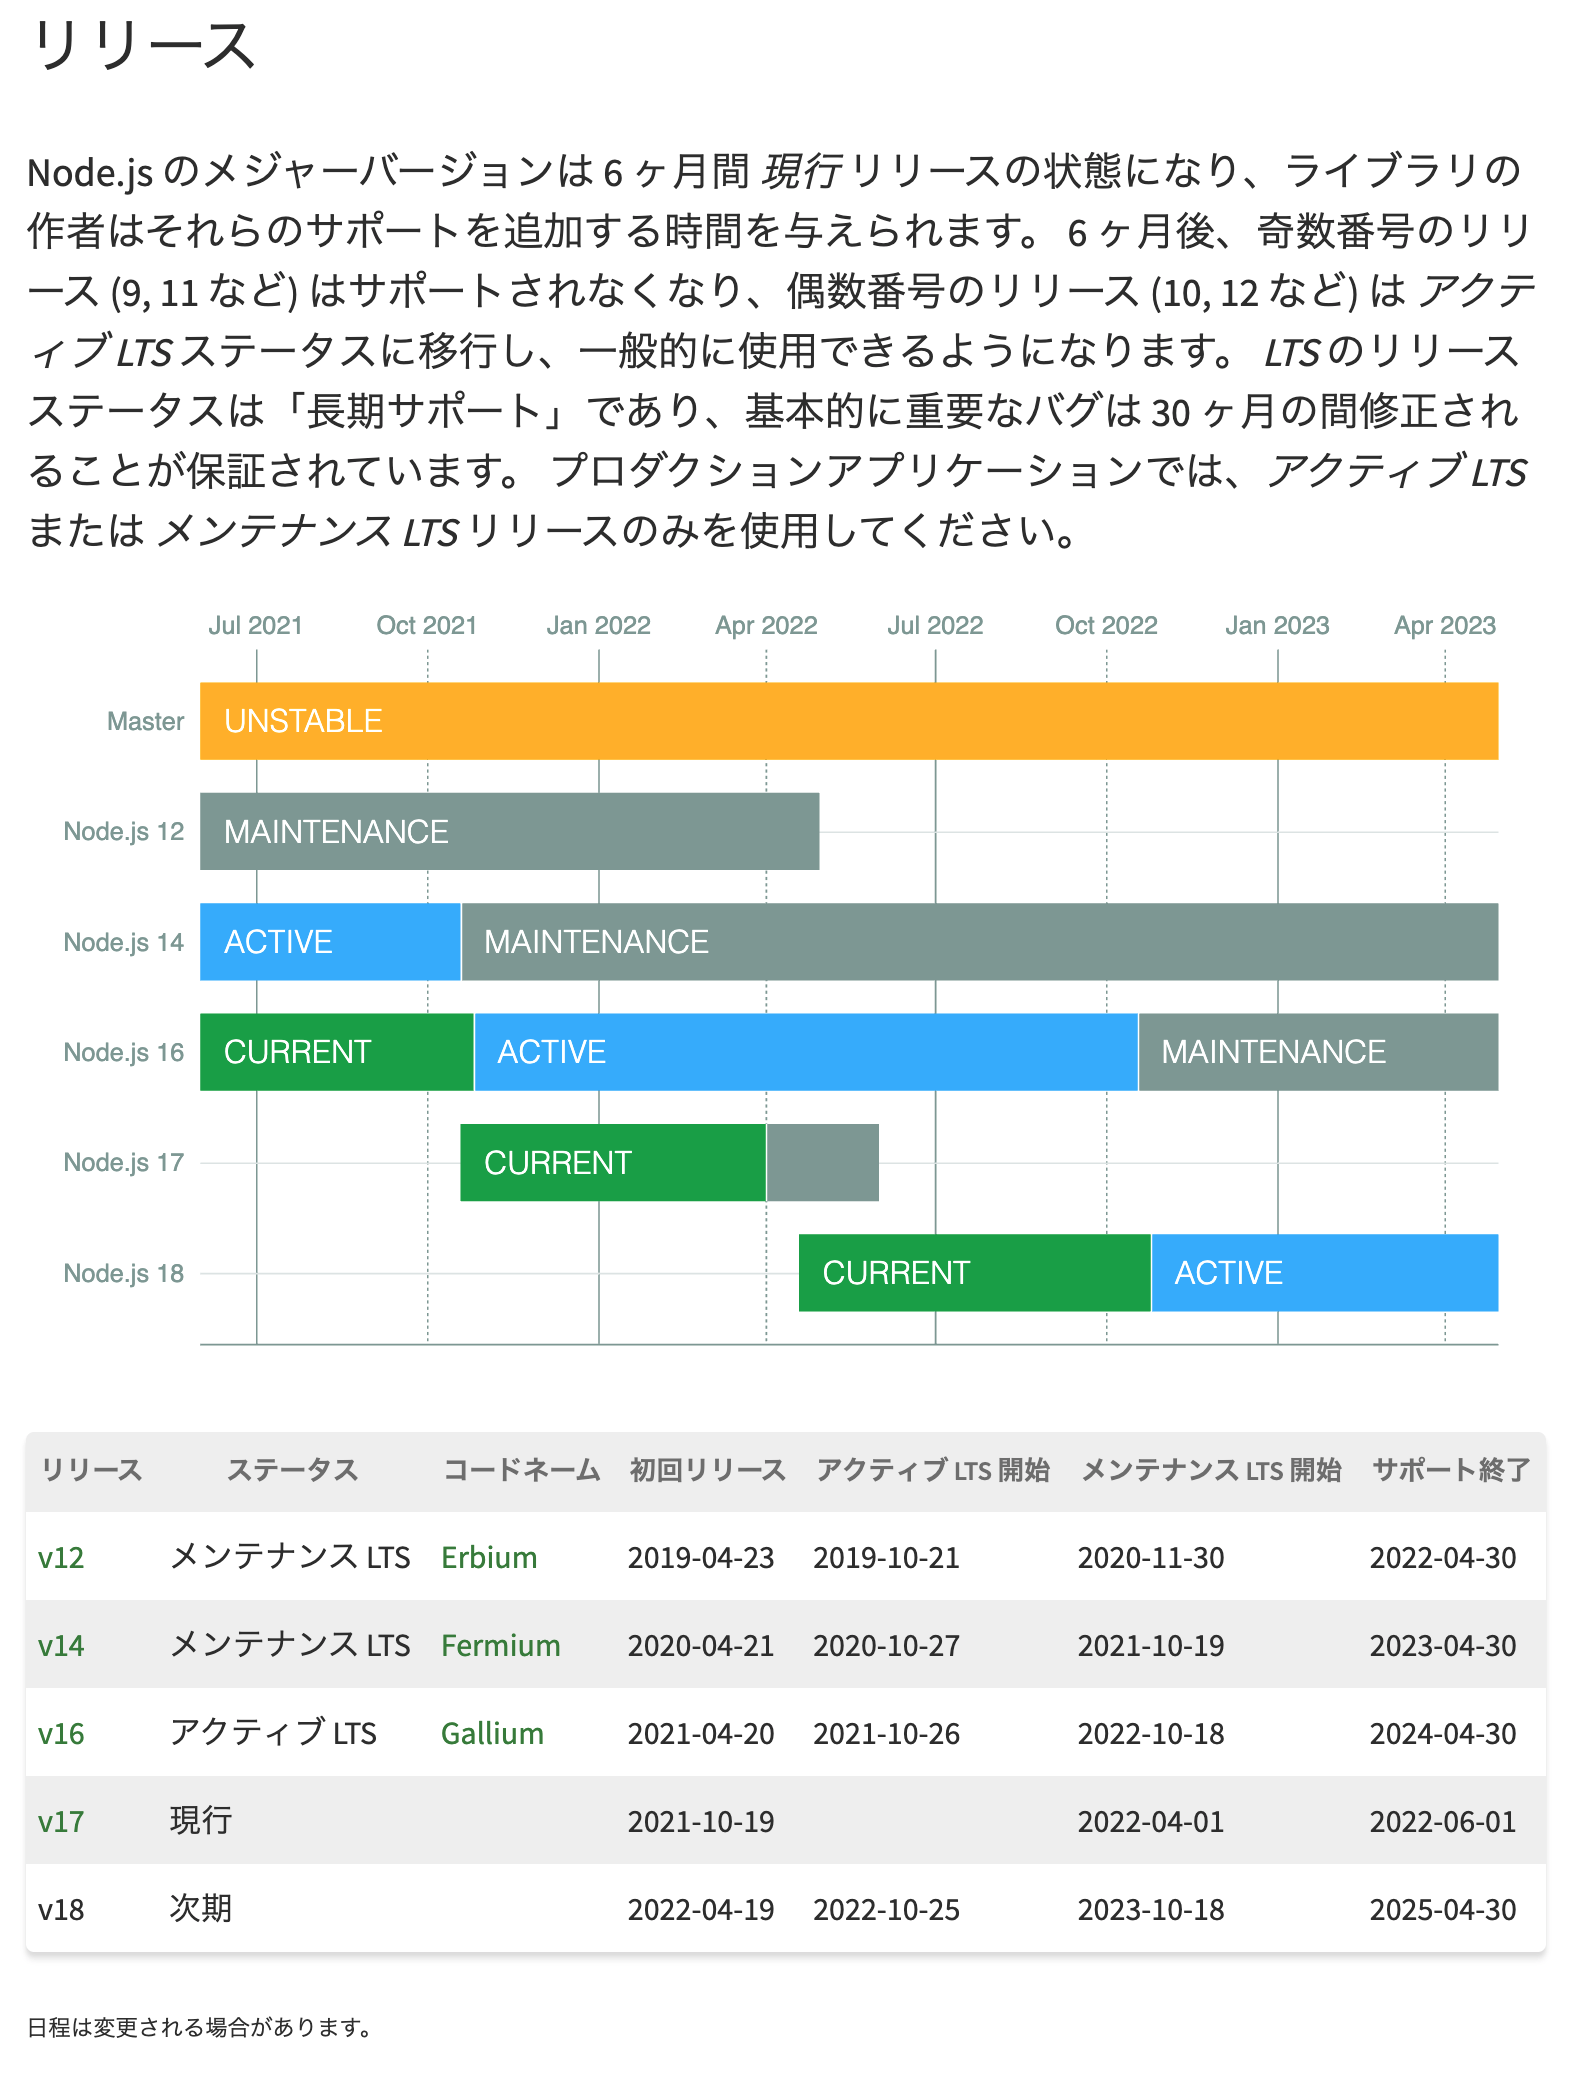 リリース
Node.js のメジャーバージョンは 6 ヶ月間 現行 リリースの状態になり、ライブラリの
作者はそれらのサポートを追加する時間を与えられます。 6 ヶ月後、奇数番号のリリ
ース (9, 11 など) はサポートされなくなり、偶数番号のリリース (10, 12 など) は アクテ
ィブ LTS ステータスに移行し、一般的に使用できるようになります。 LTS のリリース
ステータスは「長期サポート」であり、基本的に重要なバグは 30 ヶ月の間修正され
ることが保証されています。 プロダクションアプリケーションでは、アクティブ LTS
または メンテナンス LTS リリースのみを使用してください。
Jul 2021 Oct 2021 Jan 2022 Apr 2022 Jul 2022 Oct 2022 Jan 2023 Apr 2023
Master UNSTABLE
Node.js 12 MAINTENANCE
Node.js 14 ACTIVE MAINTENANCE
Node.js 16 CURRENT ACTIVE MAINTENANCE
Node.js 17 CURRENT
Node.js 18 CURRENT ACTIVE
リリース ステータス コードネーム 初回リリース アクティブ LTS 開始 メンテナンス LTS 開始 サポート終了
v12 メンテナンス LTS Erbium 2019-04-23 2019-10-21 2020-11-30 2022-04-30
v14 メンテナンス LTS Fermium 2020-04-21 2020-10-27 2021-10-19 2023-04-30
v16 アクティブ LTS Gallium 2021-04-20 2021-10-26 2022-10-18 2024-04-30
v17 現行 2021-10-19 2022-04-01 2022-06-01
v18 次期 2022-04-19 2022-10-25 2023-10-18 2025-04-30
日程は変更される場合があります。